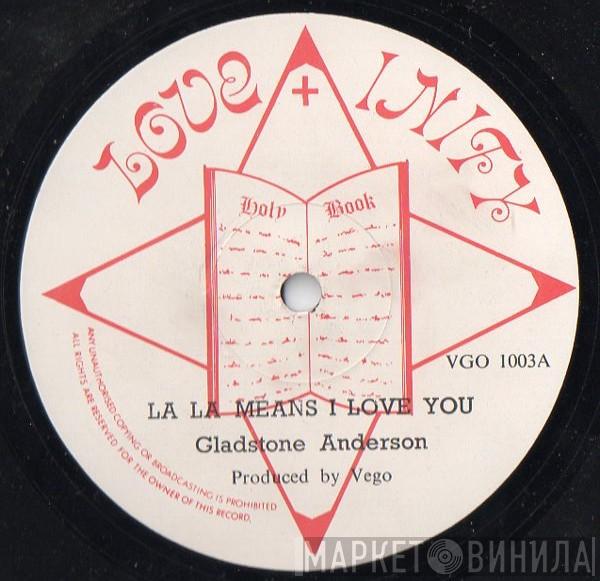 LOVE + INITY
Holy Book
VGO 1003A
LA LA MEANS I LOVE YOU
Gladstone Anderson
Produced by Vego
ANY UNAUTHORISED COPYING OR BROADCASTING IS PROHIBITED
ALL RIGHTS ARE RESERVED FOR THE OWNER OF THIS RECORD.
МАРКЕТ ВИНИЛА